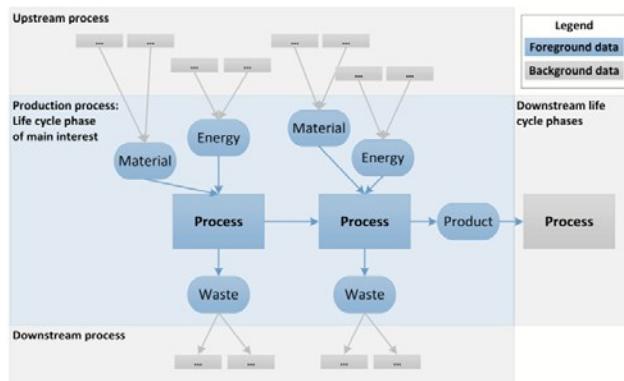 Upstream process
Legend
Foreground data
Background data
... ... ... ...
... ... ... ...
Production process:
Life cycle phase
of main interest
Downstream life
cycle phases
Material
Energy
Material
Energy
Process
Process
Product
Process
Waste
Waste
Downstream process
... ... ... ...